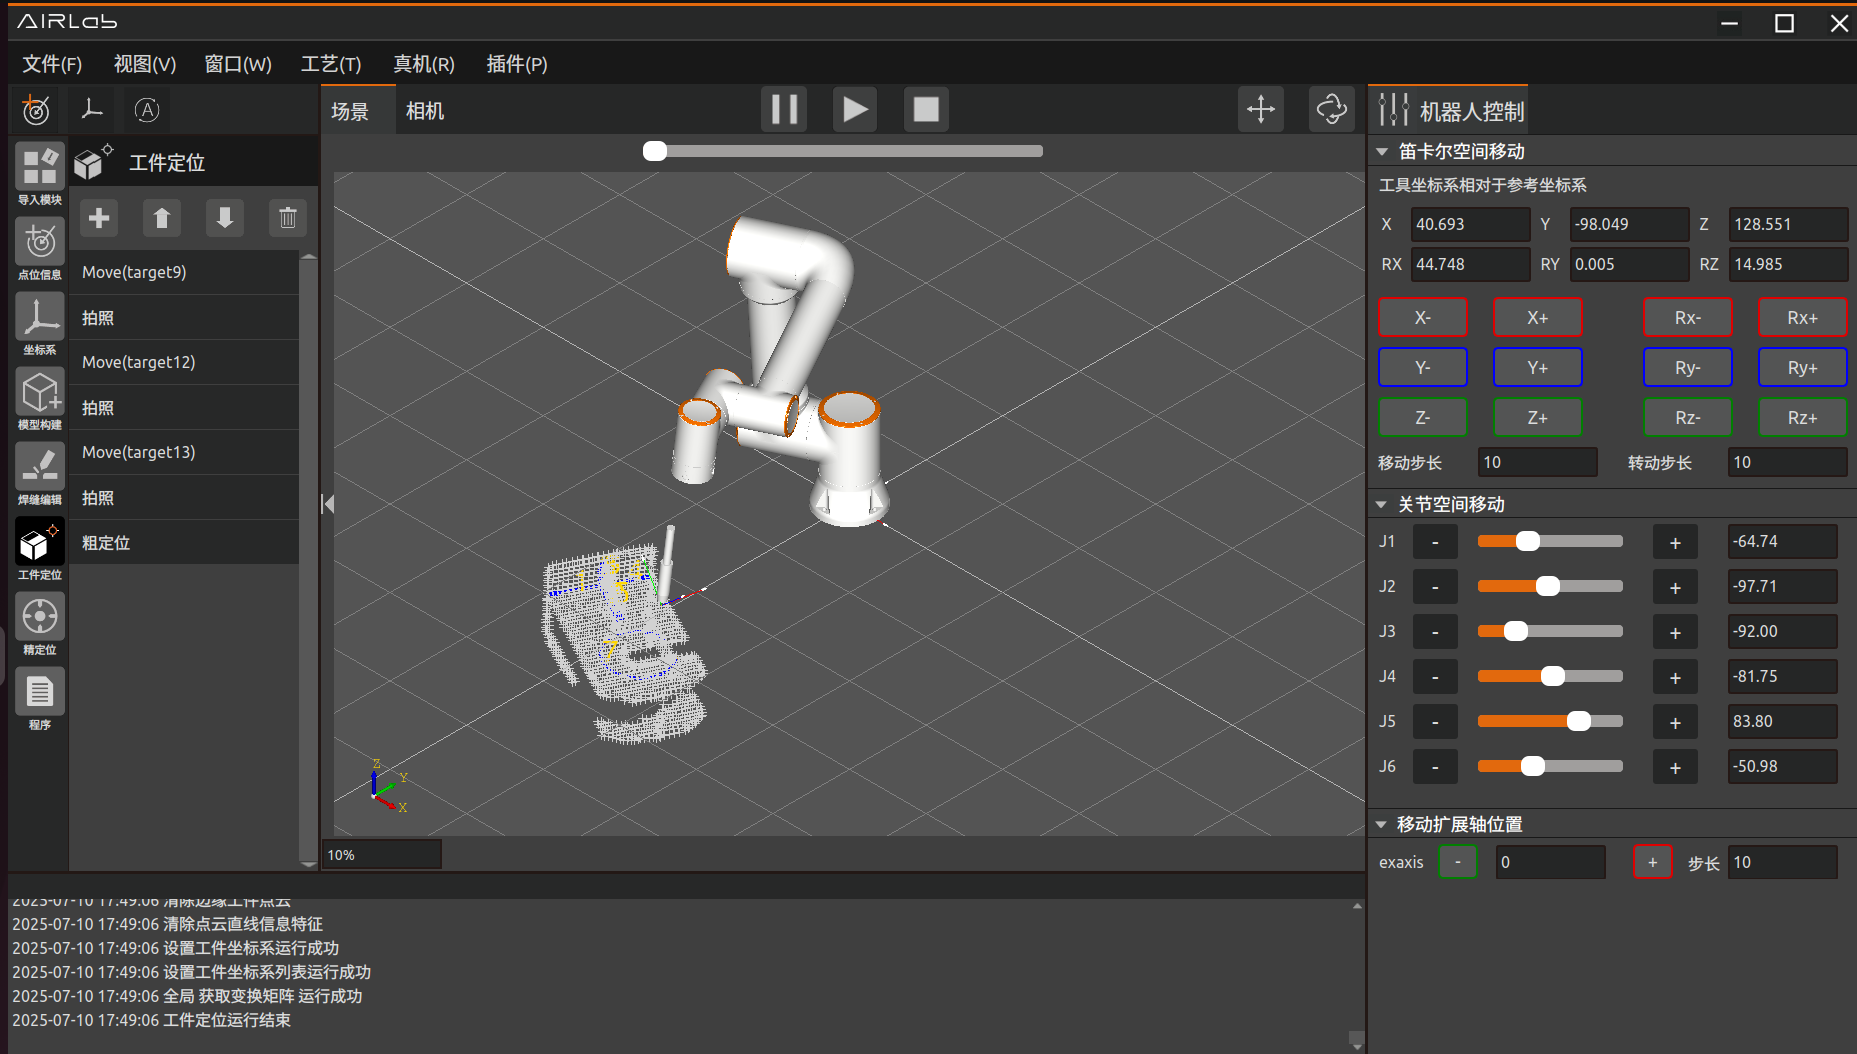 AIRLab
文件(F) 视图(V) 窗口(W) 工艺(T) 真机(R) 插件(P)
场景 相机
机器人控制
导入模块
点位信息
坐标系
模型构建
焊缝编辑
工件定位
精定位
程序
工件定位
Move(target9)
拍照
Move(target12)
拍照
Move(target13)
拍照
粗定位
Z
Y
X
7
10%
笛卡尔空间移动
工具坐标系相对于参考坐标系
X 40.693 Y -98.049 Z 128.551
RX 44.748 RY 0.005 RZ 14.985
X- X+ Rx- Rx+
Y- Y+ Ry- Ry+
Z- Z+ Rz- Rz+
移动步长 10 转动步长 10
关节空间移动
J1 - + -64.74
J2 - + -97.71
J3 - + -92.00
J4 - + -81.75
J5 - + 83.80
J6 - + -50.98
移动扩展轴位置
exaxis - 0 + 步长 10
2025-07-10 17:49:06 清除边缘工件点云
2025-07-10 17:49:06 清除点云直线信息特征
2025-07-10 17:49:06 设置工件坐标系运行成功
2025-07-10 17:49:06 设置工件坐标系列表运行成功
2025-07-10 17:49:06 全局 获取变换矩阵 运行成功
2025-07-10 17:49:06 工件定位运行结束